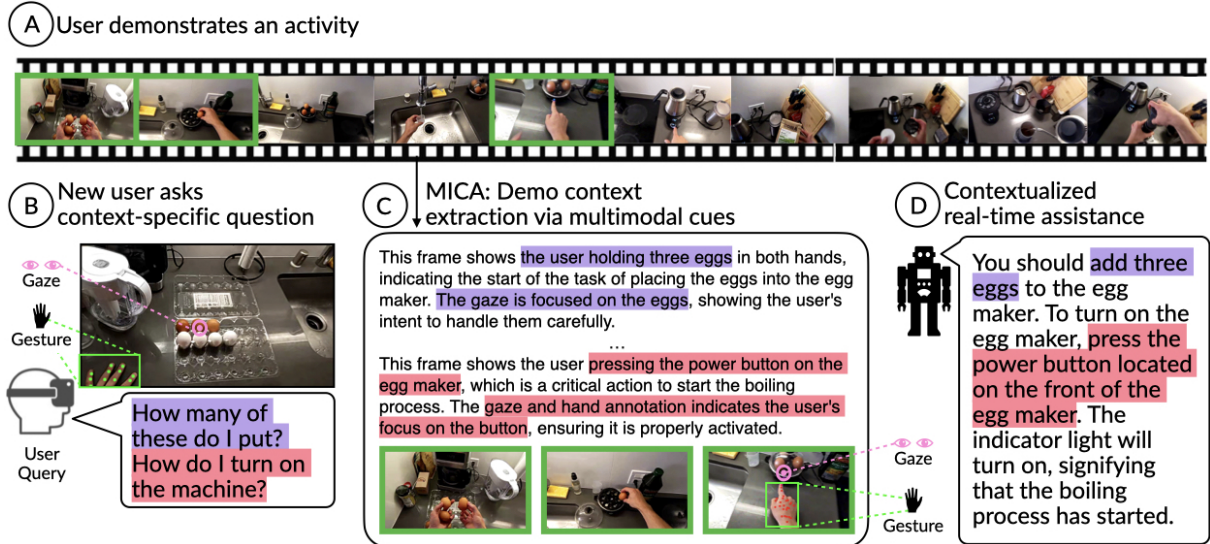 A User demonstrates an activity
B New user asks
context-specific question
Gaze
Gesture
User
Query
How many of
these do I put?
How do I turn on
the machine?
C MICA: Demo context
extraction via multimodal cues
This frame shows the user holding three eggs in both hands,
indicating the start of the task of placing the eggs into the egg
maker. The gaze is focused on the eggs, showing the user's
intent to handle them carefully.
...
This frame shows the user pressing the power button on the
egg maker, which is a critical action to start the boiling
process. The gaze and hand annotation indicates the user's
focus on the button, ensuring it is properly activated.
Gaze
Gesture
D Contextualized
real-time assistance
You should add three
eggs to the egg
maker. To turn on the
egg maker, press the
power button located
on the front of the
egg maker. The
indicator light will
turn on, signifying
that the boiling
process has started.